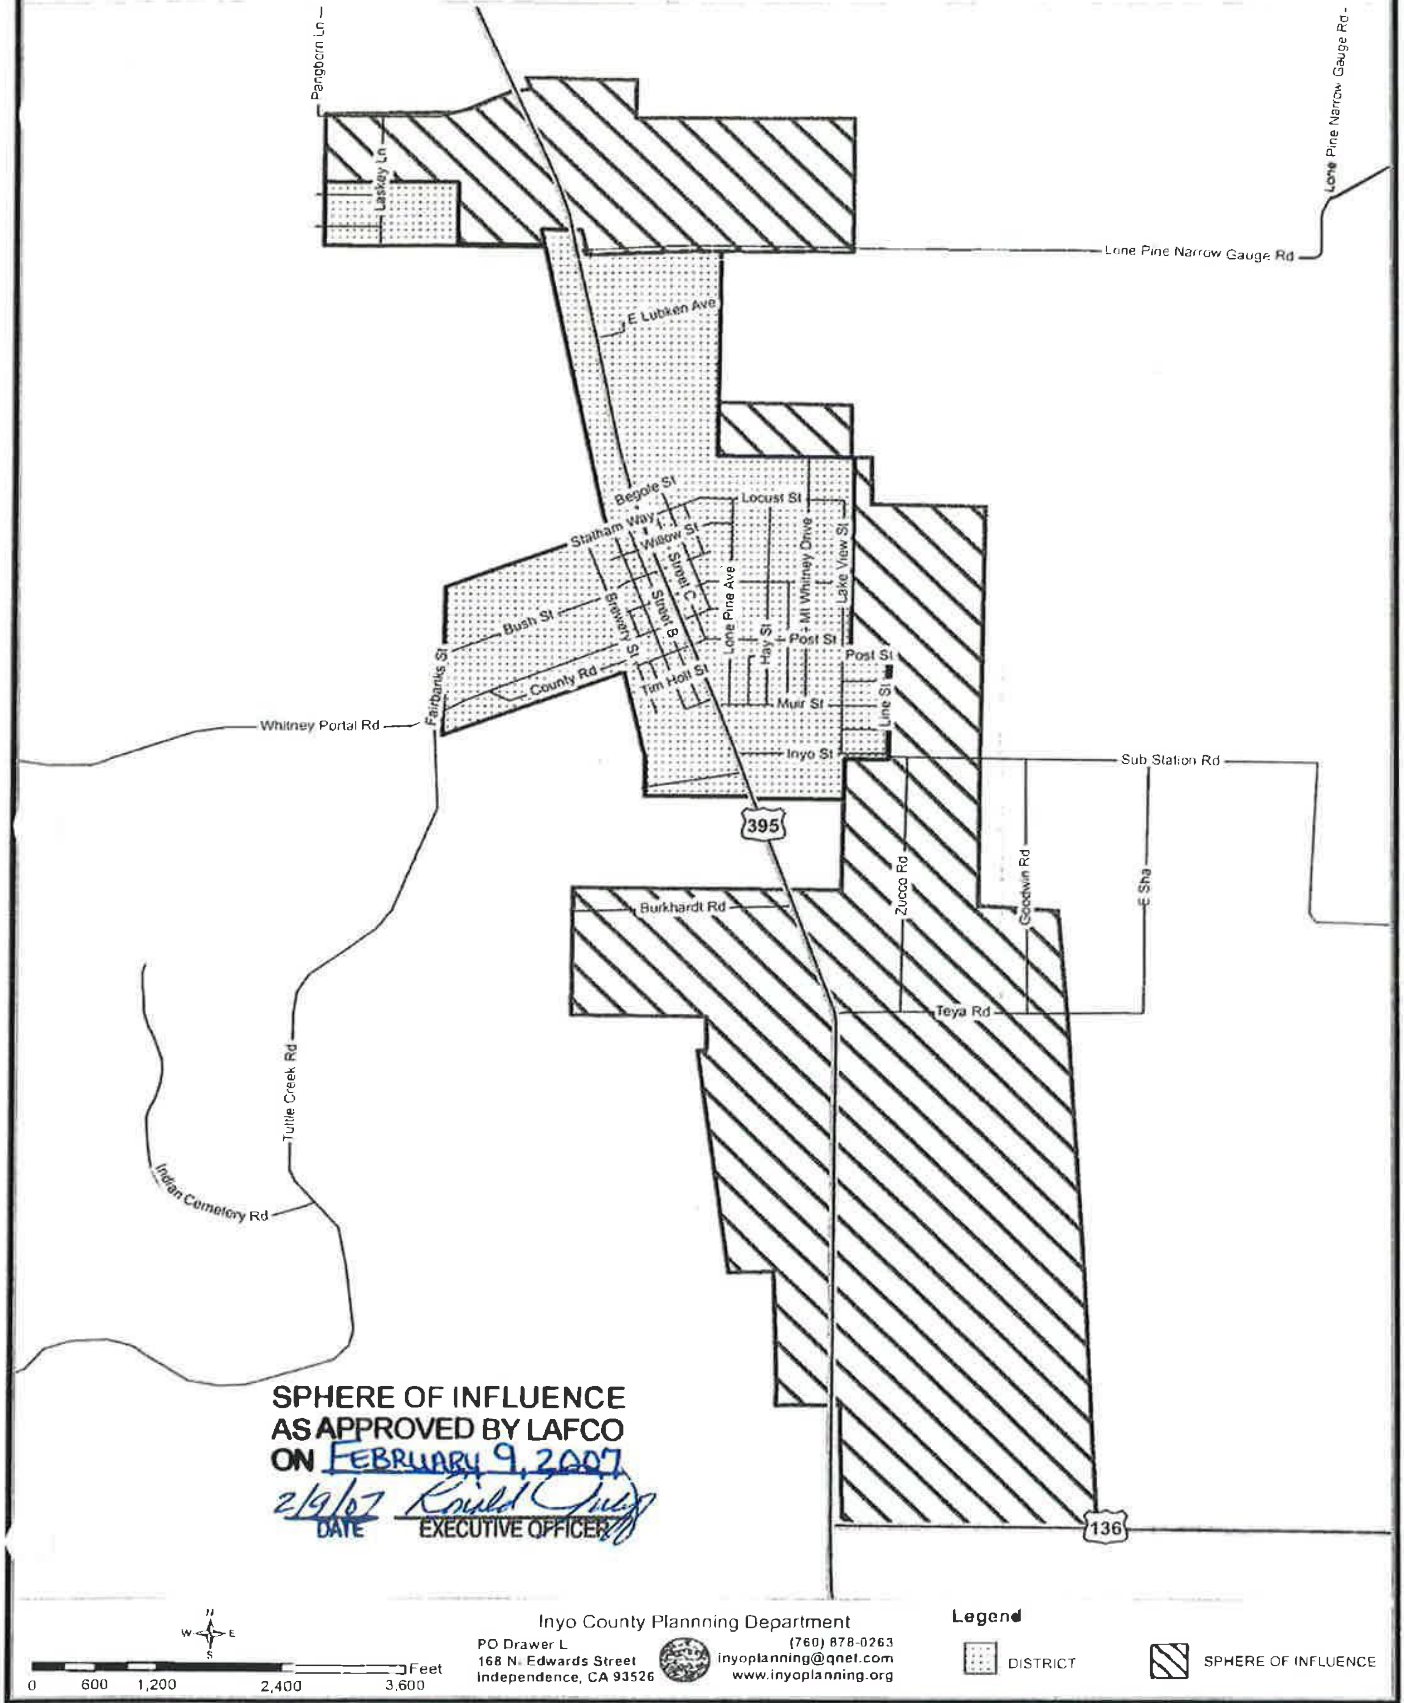 Pangborn Ln
Lone Pine Narrow Gauge Rd
Laskey Ln
Lone Pine Narrow Gauge Rd
E Lubken Ave
Begole St
Locust St
Statham Way
Willow St
Street C
Mt Whitney Drive
Lake View St
Lone Pine Ave
Brewery St
Street B
Bush St
Hay St
Post St
Post St
Fairbanks St
County Rd
Tim Holt St
Muir St
Line St
Whitney Portal Rd
Inyo St
Sub Station Rd
395
Zucco Rd
Goodwin Rd
E Sha
Burkhardt Rd
Teya Rd
Tuttle Creek Rd
Indian Cemetery Rd
SPHERE OF INFLUENCE
AS APPROVED BY LAFCO
ON FEBRUARY 9, 2007
2/9/07
DATE EXECUTIVE OFFICER
136
N
W E
S
Feet
0 600 1,200 2,400 3,600
Inyo County Plannning Department
PO Drawer L
168 N. Edwards Street
Independence, CA 93526
(760) 878-0263
inyoplanning@qnet.com
www.inyoplanning.org
Legend
DISTRICT
SPHERE OF INFLUENCE